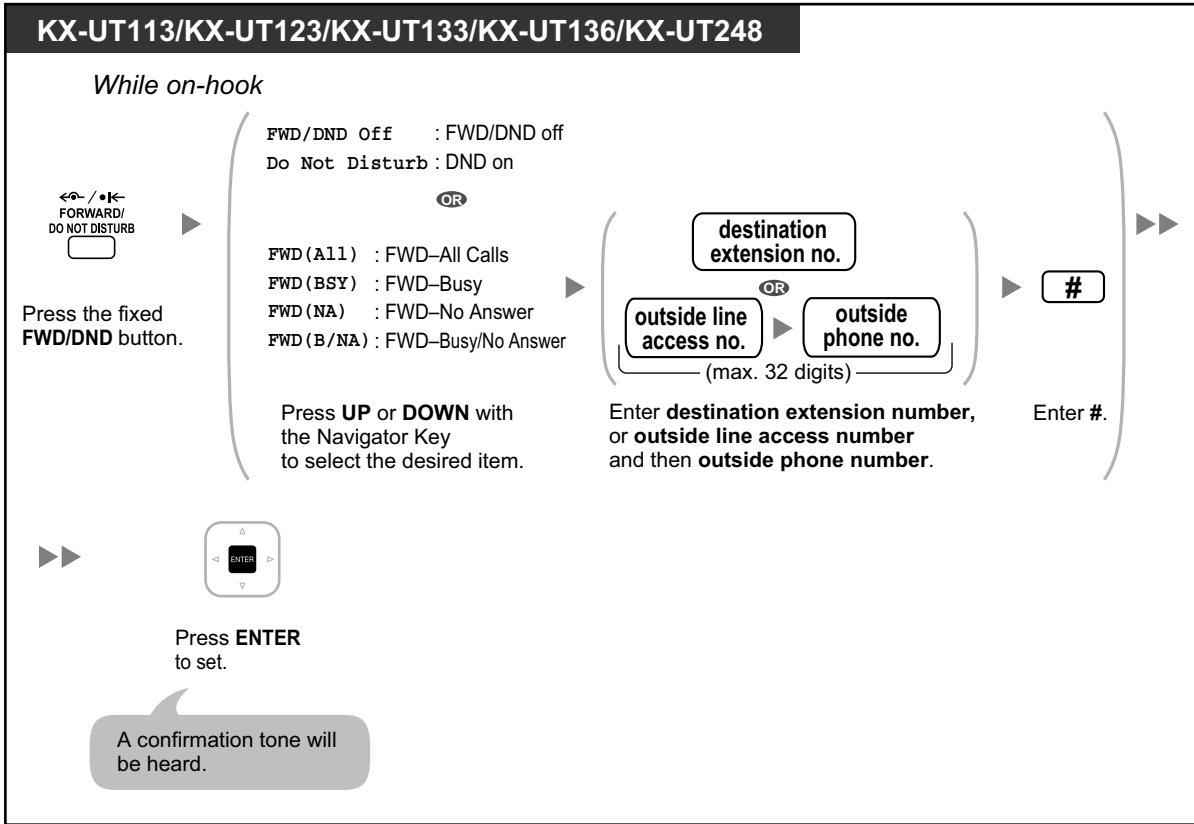 KX-UT113/KX-UT123/KX-UT133/KX-UT136/KX-UT248
While on-hook
FORWARD/
DO NOT DISTURB
Press the fixed
FWD/DND button.
FWD/DND Off : FWD/DND off
Do Not Disturb : DND on
OR
FWD(All) : FWD–All Calls
FWD(BSY) : FWD–Busy
FWD(NA) : FWD–No Answer
FWD(B/NA) : FWD–Busy/No Answer
Press UP or DOWN with
the Navigator Key
to select the desired item.
destination
extension no.
OR
outside line
access no.
outside
phone no.
(max. 32 digits)
Enter destination extension number,
or outside line access number
and then outside phone number.
#
Enter #.
ENTER
Press ENTER
to set.
A confirmation tone will
be heard.